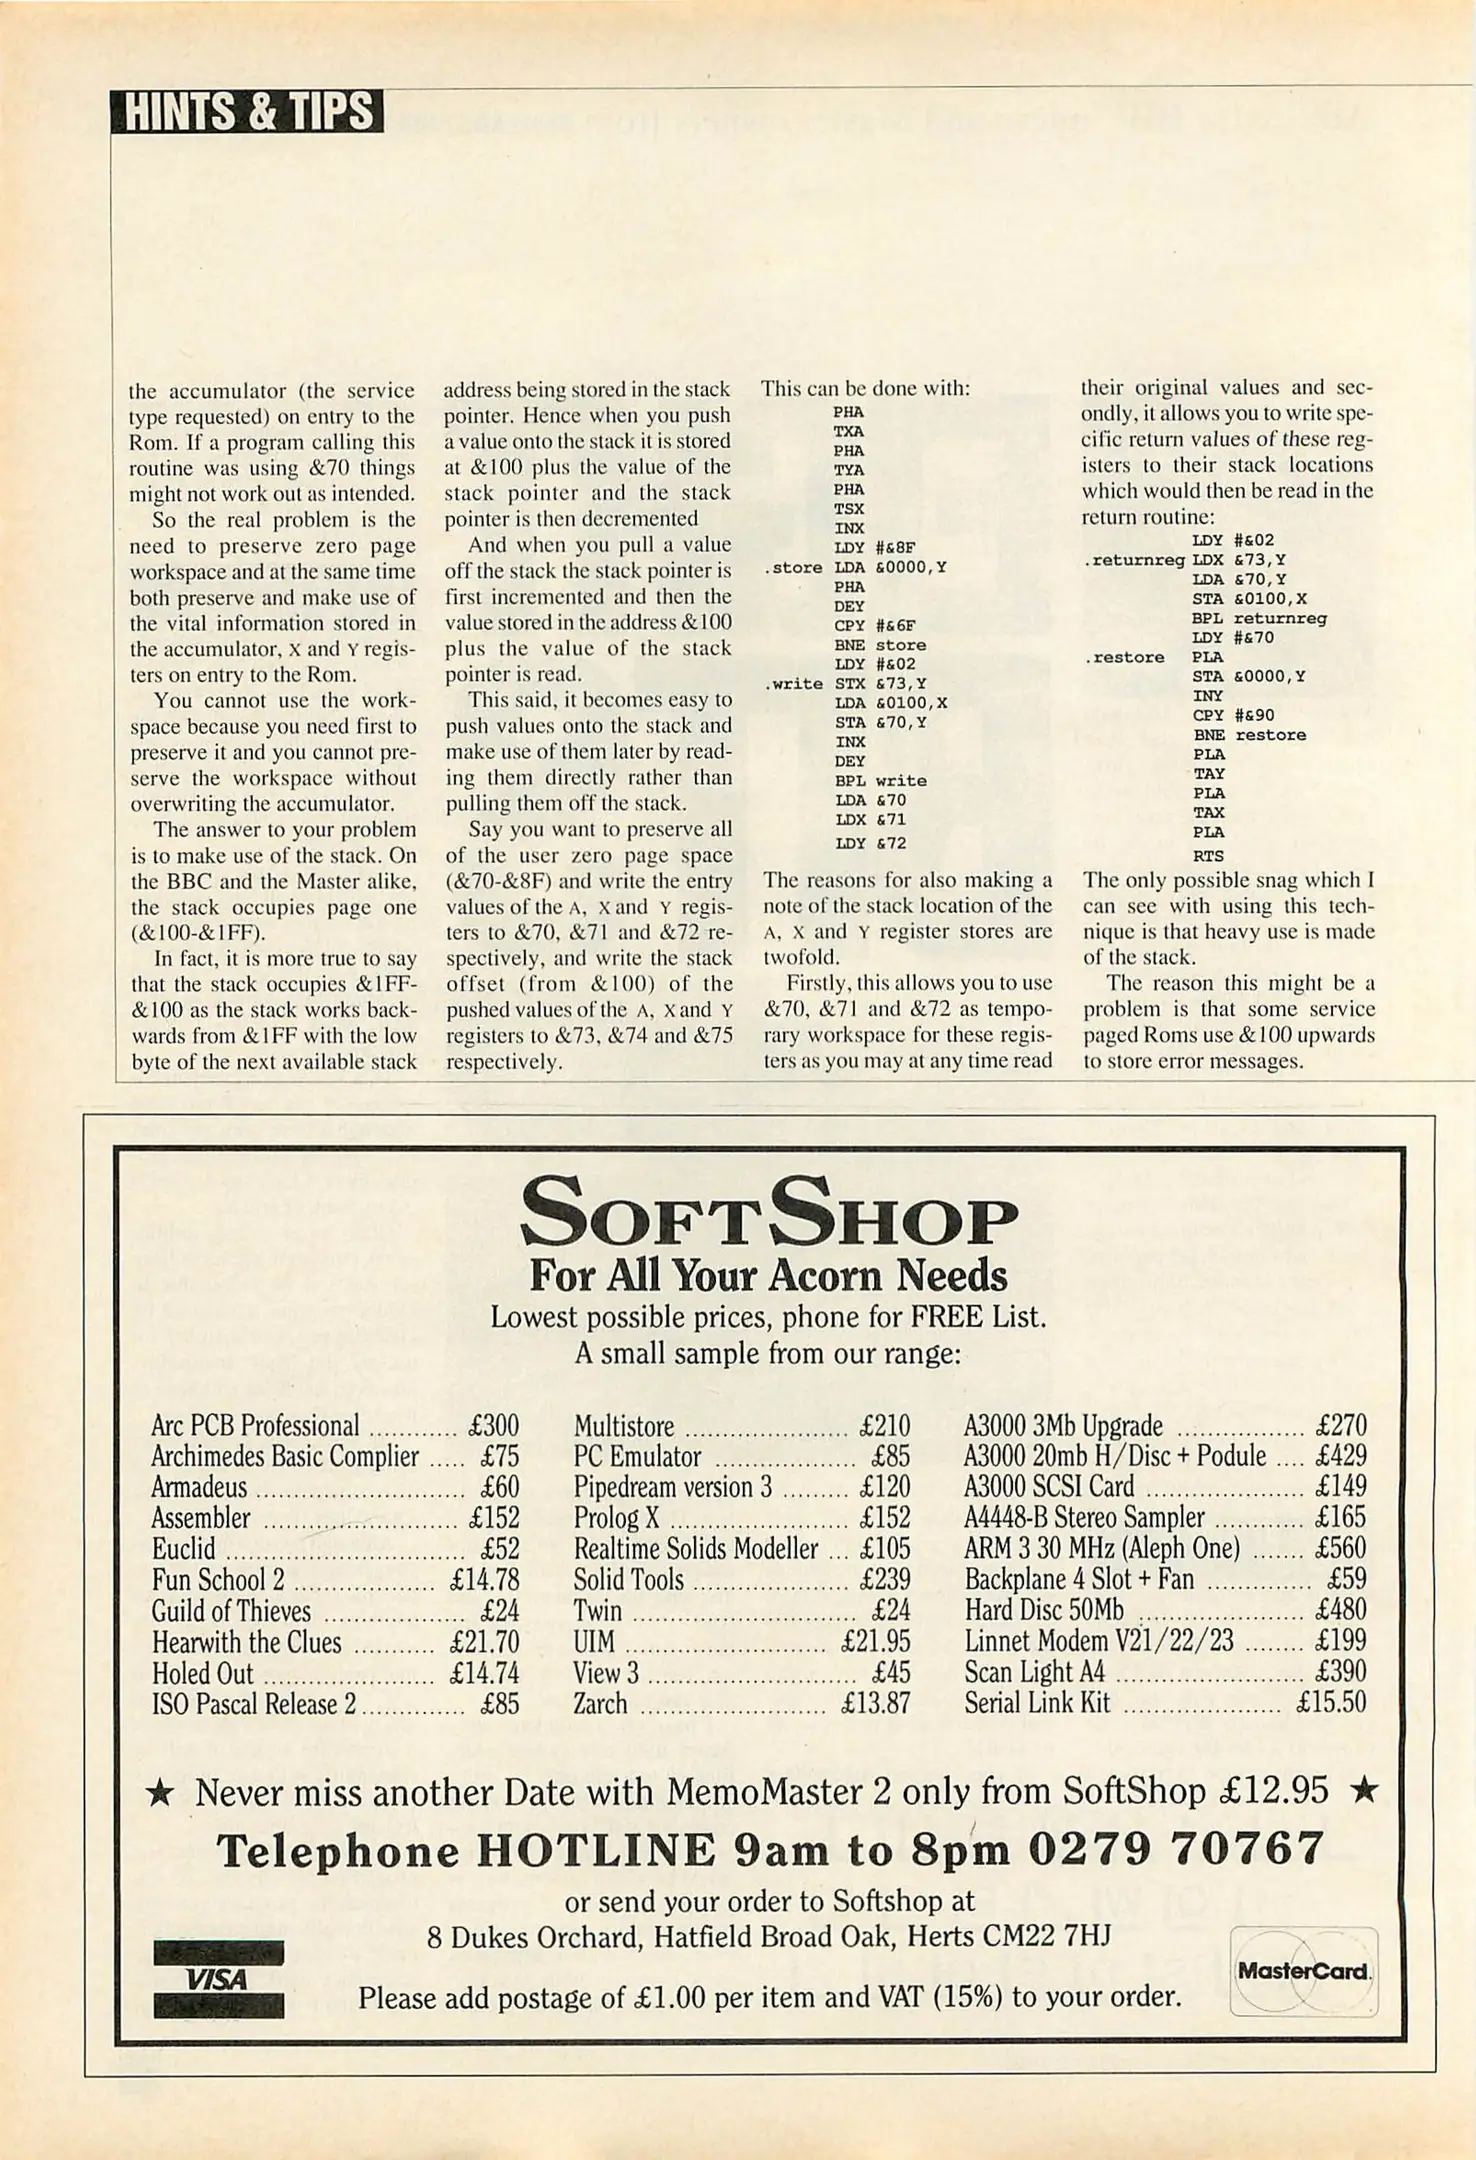 HINTS & TIPS
the accumulator (the service
type requested) on entry to the
Rom. If a program calling this
routine was using &70 things
might not work out as intended.
So the real problem is the
need to preserve zero page
workspace and at the same time
both preserve and make use of
the vital information stored in
the accumulator, X and Y regis-
ters on entry to the Rom.
You cannot use the work-
space because you need first to
preserve it and you cannot pre-
serve the workspace without
overwriting the accumulator.
The answer to your problem
is to make use of the stack. On
the BBC and the Master alike,
the stack occupies page one
(&100-&1FF).
In fact, it is more true to say
that the stack occupies &1FF-
&100 as the stack works back-
wards from &1FF with the low
byte of the next available stack
address being stored in the stack
pointer. Hence when you push
a value onto the stack it is stored
at &100 plus the value of the
stack pointer and the stack
pointer is then decremented
And when you pull a value
off the stack the stack pointer is
first incremented and then the
value stored in the address &100
plus the value of the stack
pointer is read.
This said, it becomes easy to
push values onto the stack and
make use of them later by read-
ing them directly rather than
pulling them off the stack.
Say you want to preserve all
of the user zero page space
(&70-&8F) and write the entry
values of the A, X and Y regis-
ters to &70, &71 and &72 re-
spectively, and write the stack
offset (from &100) of the
pushed values of the A, X and Y
registers to &73, &74 and &75
respectively.
This can be done with:
PHA
TXA
PHA
TYA
PHA
TSX
INX
LDY #&8F
.store LDA &0000,Y
PHA
DEY
CPY #&6F
BNE store
LDY #&02
.write STX &73,Y
LDA &0100,X
STA &70,Y
INX
DEY
BPL write
LDA &70
LDX &71
LDY &72
The reasons for also making a
note of the stack location of the
A, X and Y register stores are
twofold.
Firstly, this allows you to use
&70, &71 and &72 as tempo-
rary workspace for these regis-
ters as you may at any time read
their original values and sec-
ondly, it allows you to write spe-
cific return values of these reg-
isters to their stack locations
which would then be read in the
return routine:
LDY #&02
.returnreg LDX &73,Y
LDA &70,Y
STA &0100,X
BPL returnreg
LDY #&70
.restore PLA
STA &0000,Y
INY
CPY #&90
BNE restore
PLA
TAY
PLA
TAX
PLA
RTS
The only possible snag which I
can see with using this tech-
nique is that heavy use is made
of the stack.
The reason this might be a
problem is that some service
paged Roms use &100 upwards
to store error messages.
SOFTSHOP
For All Your Acorn Needs
Lowest possible prices, phone for FREE List.
A small sample from our range:
Arc PCB Professional ............ £300
Archimedes Basic Complier ..... £75
Armadeus ............................ £60
Assembler .......................... £152
Euclid ................................ £52
Fun School 2 ................... £14.78
Guild of Thieves ................... £24
Hearwith the Clues ........... £21.70
Holed Out ....................... £14.74
ISO Pascal Release 2 .............. £85
Multistore ...................... £210
PC Emulator ................... £85
Pipedream version 3 ......... £120
Prolog X ........................ £152
Realtime Solids Modeller ... £105
Solid Tools ..................... £239
Twin .............................. £24
UIM ........................... £21.95
View 3 ............................ £45
Zarch ......................... £13.87
A3000 3Mb Upgrade ................. £270
A3000 20mb H/Disc + Podule .... £429
A3000 SCSI Card ..................... £149
A4448-B Stereo Sampler ............ £165
ARM 3 30 MHz (Aleph One) ....... £560
Backplane 4 Slot + Fan .............. £59
Hard Disc 50Mb ...................... £480
Linnet Modem V21/22/23 ........ £199
Scan Light A4 ......................... £390
Serial Link Kit ..................... £15.50
★ Never miss another Date with MemoMaster 2 only from SoftShop £12.95 ★
Telephone HOTLINE 9am to 8pm 0279 70767
or send your order to Softshop at
8 Dukes Orchard, Hatfield Broad Oak, Herts CM22 7HJ
Please add postage of £1.00 per item and VAT (15%) to your order.
VISA
MasterCard.